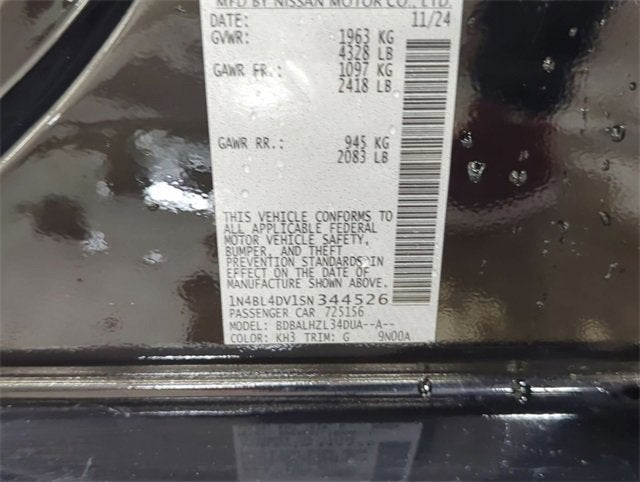 MFD BY NISSAN MOTOR CO., LTD.
DATE: 11/24
GVWR: 1963 KG
4328 LB
GAWR FR.: 1097 KG
2418 LB
GAWR RR.: 945 KG
2083 LB
THIS VEHICLE CONFORMS TO
ALL APPLICABLE FEDERAL
MOTOR VEHICLE SAFETY,
BUMPER, AND THEFT
PREVENTION STANDARDS IN
EFFECT ON THE DATE OF
MANUFACTURE SHOWN ABOVE.
1N4BL4DV1SN344526
PASSENGER CAR 725156
MODEL: BDBALHZL34DUA--A--
COLOR: KH3 TRIM: G 9N00A